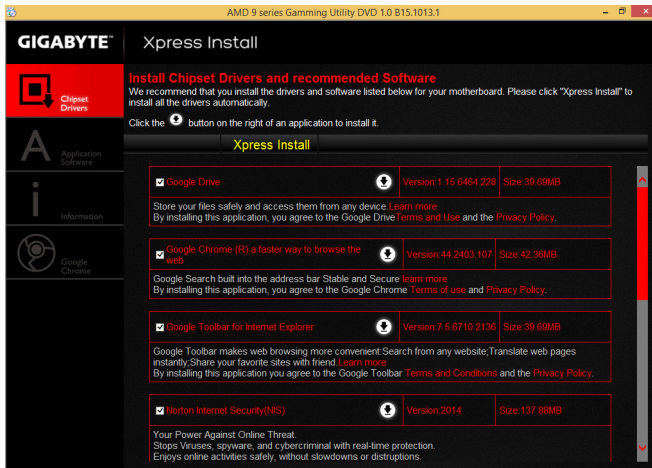 AMD 9 series Gamming Utility DVD 1.0 B15.1013.1
GIGABYTE™
Xpress Install
Chipset
Drivers
Application
Software
Information
Google
Chrome
Install Chipset Drivers and recommended Software
We recommend that you install the drivers and software listed below for your motherboard. Please click "Xpress Install" to
install all the drivers automatically.
Click the button on the right of an application to install it.
Xpress Install
Google Drive Version:1.15.6464.228 Size:39.69MB
Store your files safely and access them from any device.Learn more
By installing this application, you agree to the Google DriveTerms and Use and the Privacy Policy.
Google Chrome (R) a faster way to browse the
web Version:44.2403.107 Size:42.36MB
Google Search built into the address bar Stable and Secure learn more
By installing this application, you agree to the Google Chrome Terms of use and Privacy Policy.
Google Toolbar for Internet Explorer Version:7.5.6710.2136 Size:39.69MB
Google Toolbar makes web browsing more convenient:Search from any website;Translate web pages
instantly;Share your favorite sites with friend.Learn more
By installing this application you agree to the Google Toolbar Terms and Conditions and the Privacy Policy.
Norton Internet Security(NIS) Version:2014 Size:137.88MB
Your Power Against Online Threat.
Stops Viruses, spyware, and cybercriminal with real-time protection.
Enjoys online activities safely, without slowdowns or distruptions.